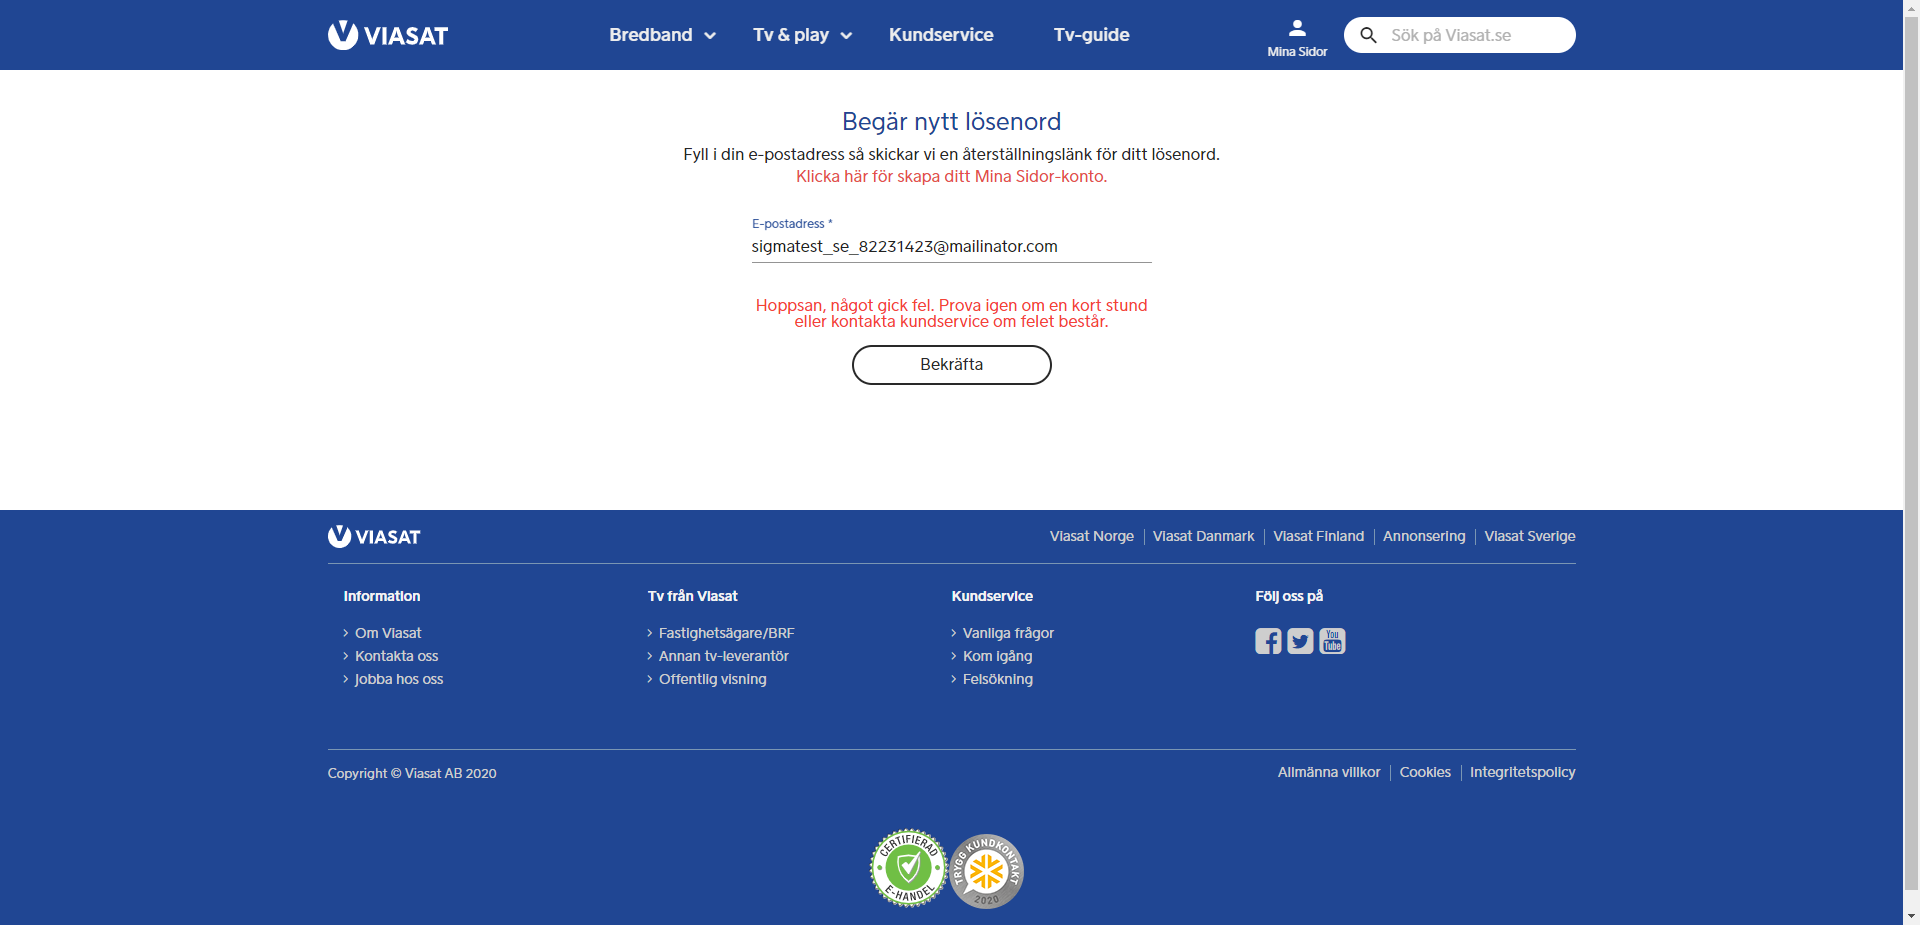 VIASAT
Bredband
Tv & play
Kundservice
Tv-guide
Mina Sidor
Sök på Viasat.se
Begär nytt lösenord
Fyll i din e-postadress så skickar vi en återställningslänk för ditt lösenord.
Klicka här för skapa ditt Mina Sidor-konto.
E-postadress *
sigmatest_se_82231423@mailinator.com
Hoppsan, något gick fel. Prova igen om en kort stund
eller kontakta kundservice om felet består.
Bekräfta
VIASAT
Viasat Norge
Viasat Danmark
Viasat Finland
Annonsering
Viasat Sverige
Information
Om Viasat
Kontakta oss
Jobba hos oss
Tv från Viasat
Fastighetsägare/BRF
Annan tv-leverantör
Offentlig visning
Kundservice
Vanliga frågor
Kom igång
Felsökning
Följ oss på
You
Tube
Copyright © Viasat AB 2020
Allmänna villkor
Cookies
Integritetspolicy
CERTIFIERAD
E-HANDEL
TRYGG KUNDKONTAKT
2020